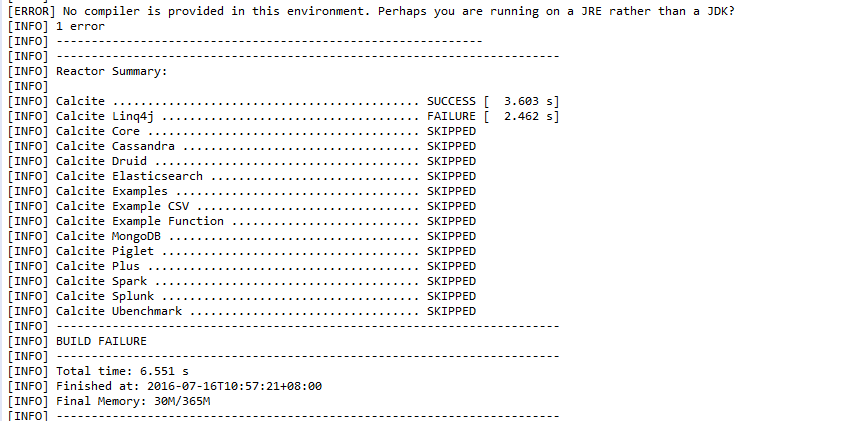 [ERROR] No compiler is provided in this environment. Perhaps you are running on a JRE rather than a JDK?
[INFO] 1 error
[INFO] -------------------------------------------------------------
[INFO] ------------------------------------------------------------------------
[INFO] Reactor Summary:
[INFO]
[INFO] Calcite ............................................ SUCCESS [  3.603 s]
[INFO] Calcite Linq4j ..................................... FAILURE [  2.462 s]
[INFO] Calcite Core ....................................... SKIPPED
[INFO] Calcite Cassandra .................................. SKIPPED
[INFO] Calcite Druid ...................................... SKIPPED
[INFO] Calcite Elasticsearch .............................. SKIPPED
[INFO] Calcite Examples ................................... SKIPPED
[INFO] Calcite Example CSV ................................ SKIPPED
[INFO] Calcite Example Function ........................... SKIPPED
[INFO] Calcite MongoDB .................................... SKIPPED
[INFO] Calcite Piglet ..................................... SKIPPED
[INFO] Calcite Plus ....................................... SKIPPED
[INFO] Calcite Spark ...................................... SKIPPED
[INFO] Calcite Splunk ..................................... SKIPPED
[INFO] Calcite Ubenchmark ................................. SKIPPED
[INFO] ------------------------------------------------------------------------
[INFO] BUILD FAILURE
[INFO] ------------------------------------------------------------------------
[INFO] Total time: 6.551 s
[INFO] Finished at: 2016-07-16T10:57:21+08:00
[INFO] Final Memory: 30M/365M
[INFO] ------------------------------------------------------------------------